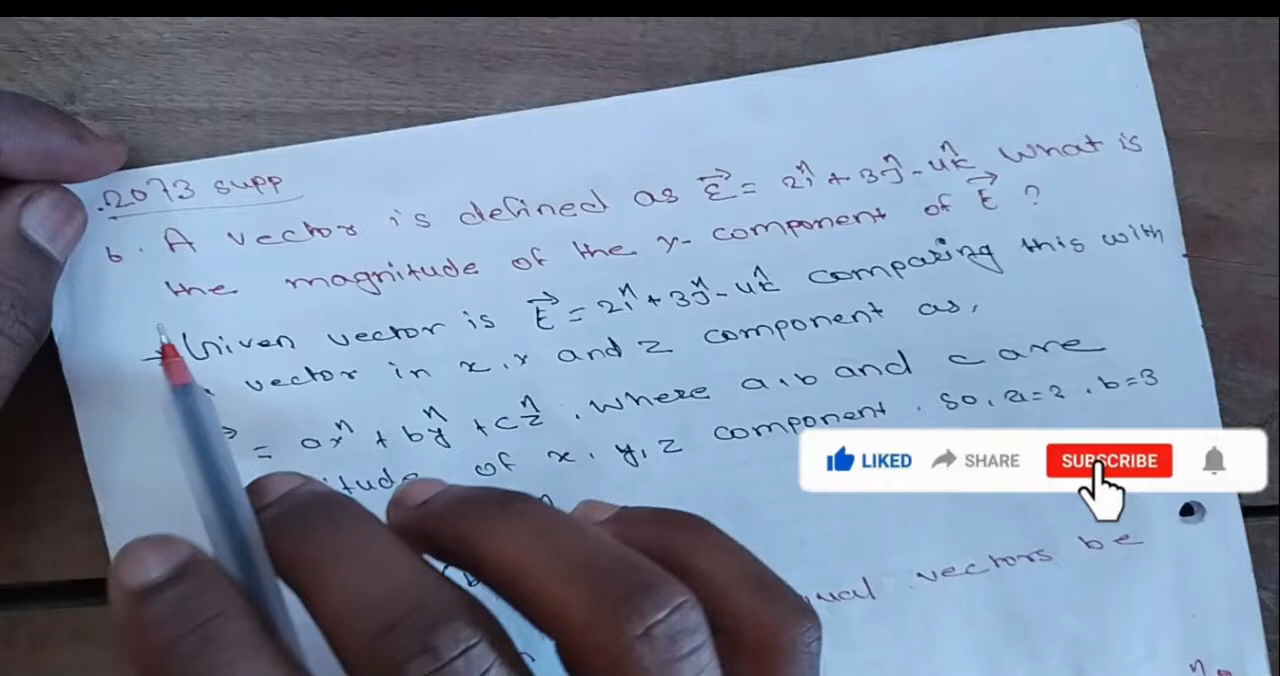 2073 supp
6. A vector is defined as E⃗ = 2î + 3ĵ - 4k̂ What is
the magnitude of the y-component of E⃗ ?
→ Given vector is E⃗ = 2î + 3ĵ - 4k̂ comparing this with
vector in x, y and z component as,
= ax̂ + bŷ + cẑ, where a, b and c are
itude of x, y, z component. So, a=2, b=3
LIKED SHARE SUBSCRIBE
ual vectors be